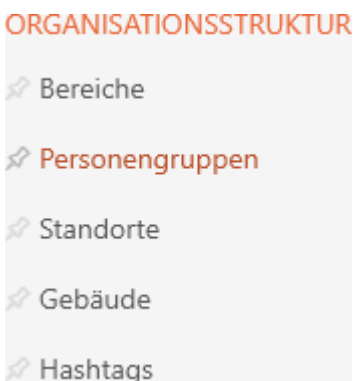 ORGANISATIONSSTRUKTUR
Bereiche
Personengruppen
Standorte
Gebäude
Hashtags